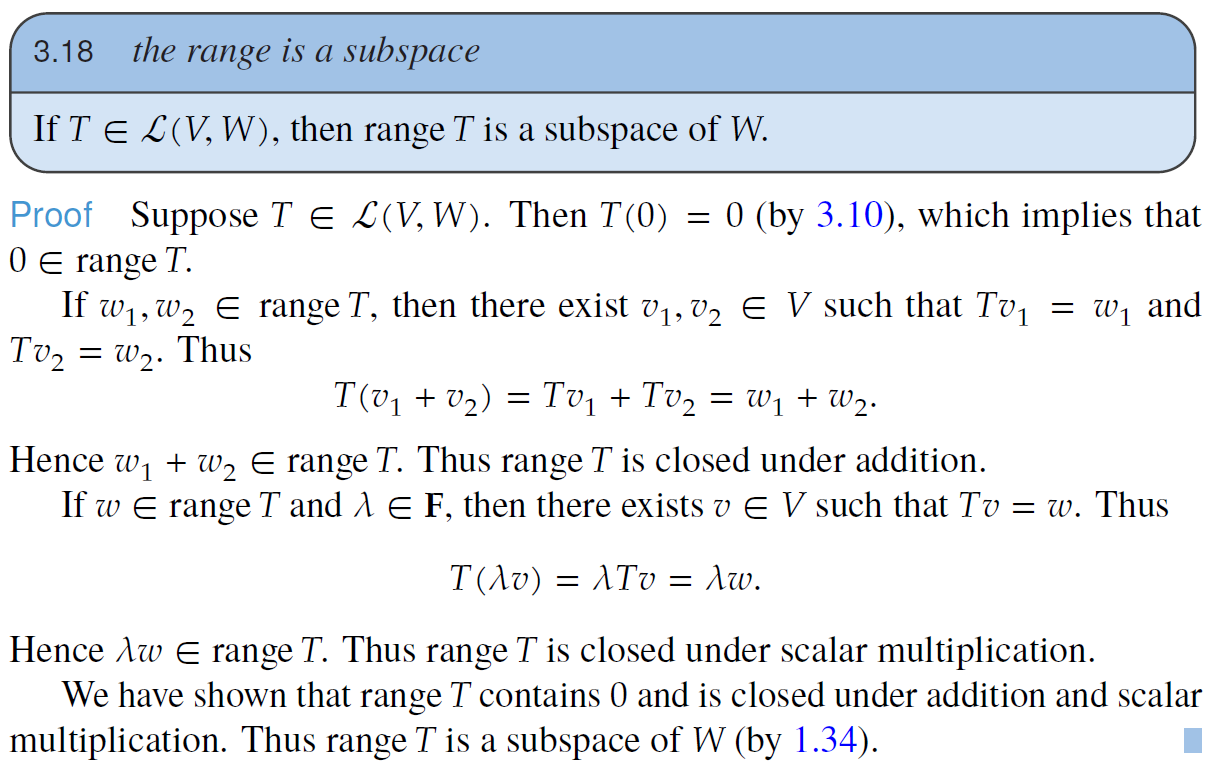 3.18 the range is a subspace
If T ∈ ℒ(V, W), then range T is a subspace of W.
Proof Suppose T ∈ ℒ(V, W). Then T(0) = 0 (by 3.10), which implies that
0 ∈ range T.
If w₁, w₂ ∈ range T, then there exist v₁, v₂ ∈ V such that Tv₁ = w₁ and
Tv₂ = w₂. Thus
T(v₁ + v₂) = Tv₁ + Tv₂ = w₁ + w₂.
Hence w₁ + w₂ ∈ range T. Thus range T is closed under addition.
If w ∈ range T and λ ∈ F, then there exists v ∈ V such that Tv = w. Thus
T(λv) = λTv = λw.
Hence λw ∈ range T. Thus range T is closed under scalar multiplication.
We have shown that range T contains 0 and is closed under addition and scalar
multiplication. Thus range T is a subspace of W (by 1.34).